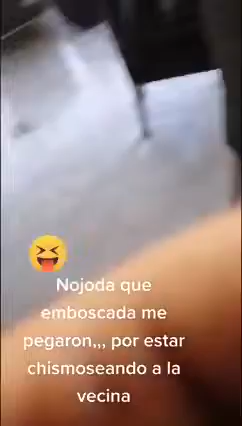 Nojoda que
emboscada me
pegaron,,, por estar
chismoseando a la
vecina